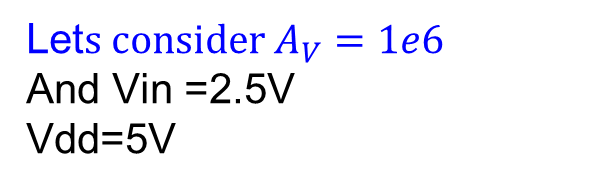 Lets consider A_V = 1e6
And Vin =2.5V
Vdd=5V